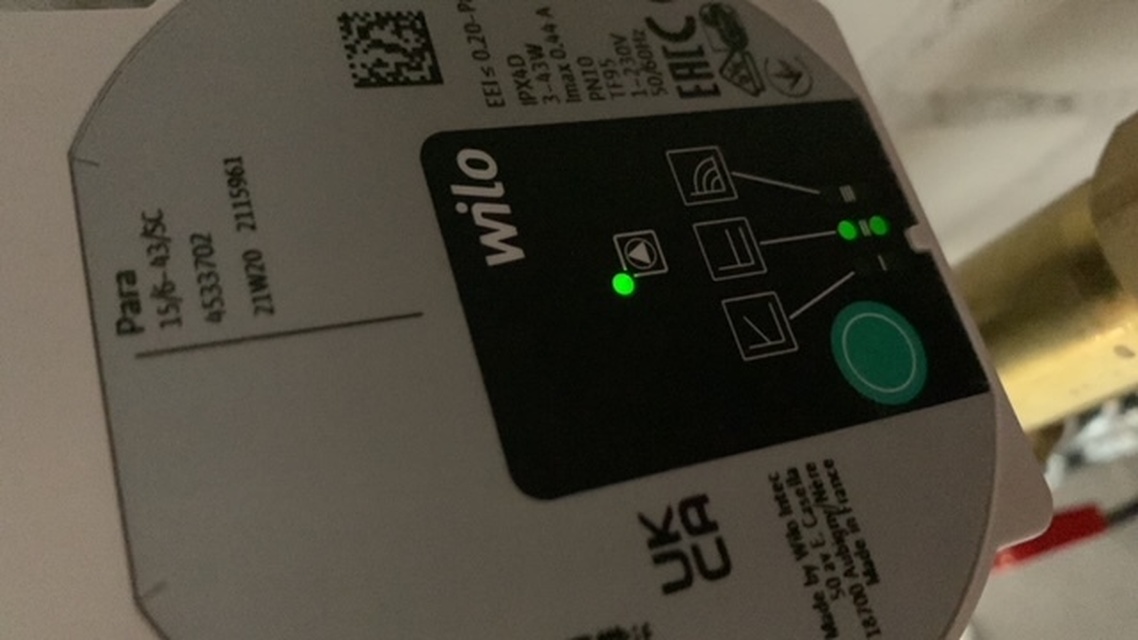 Para
15/6-43/SC
4533702
21W20 2115961
EEI ≤ 0.20-P
IPX4D
3-43W
Imax 0.44 A
PN10
TF95
1~230V
50/60Hz
EAC
wilo
UK
CA
Made by Wilo Intec
50 av E. Casella
18700 Aubigny/Nère
Made in France